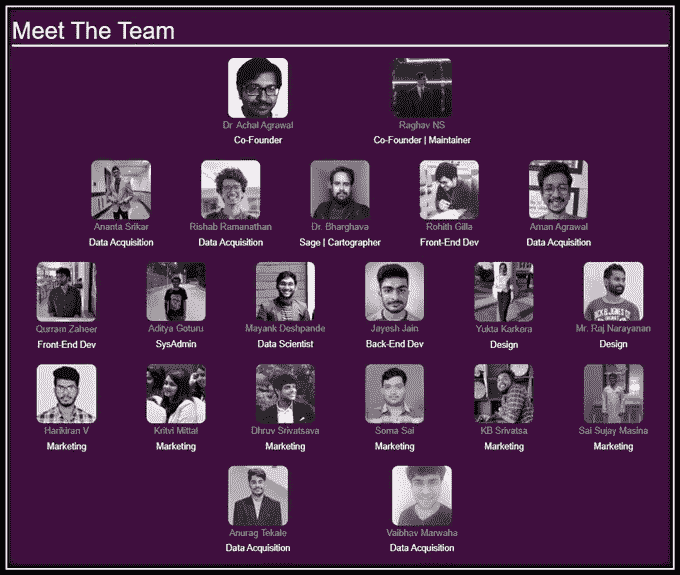 Meet The Team
Dr. Achal Agrawal Raghav NS
Co-Founder Co-Founder | Maintainer
Ananta Srikar Rishab Ramanathan Dr. Bharghava Rohith Gilla Aman Agrawal
Data Acquisition Data Acquisition Sage | Cartographer Front-End Dev Data Acquisition
Qurram Zaheer Aditya Goturu Mayank Deshpande Jayesh Jain Yukta Karkera Mr. Raj Narayanan
Front-End Dev SysAdmin Data Scientist Back-End Dev Design Design
Harikiran V Kritvi Mittal Dhruv Srivatsava Soma Sai KB Srivatsa Sai Sujay Masina
Marketing Marketing Marketing Marketing Marketing Marketing
Anurag Tekale Vaibhav Marwaha
Data Acquisition Data Acquisition